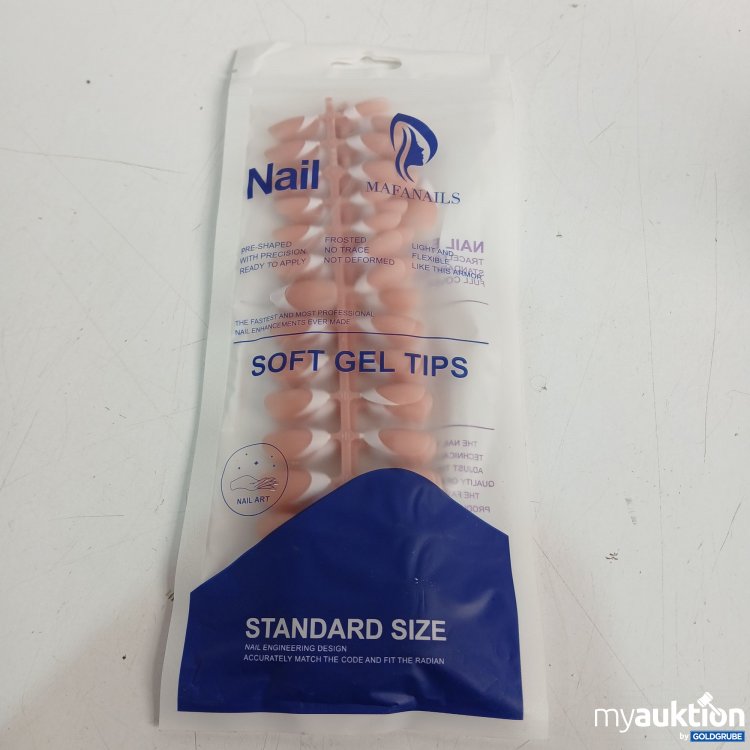 Nail
MAFANAILS
PRE-SHAPED
WITH PRECISION
READY TO APPLY
FROSTED
NO TRACE
NOT DEFORMED
LIGHT AND
FLEXIBLE
LIKE THIS ARMOR
THE FASTEST AND MOST PROFESSIONAL
NAIL ENHANCEMENTS EVER MADE
SOFT GEL TIPS
NAIL ART
STANDARD SIZE
NAIL ENGINEERING DESIGN
ACCURATELY MATCH THE CODE AND FIT THE RADIAN
myauktion
by GOLDGRUBE